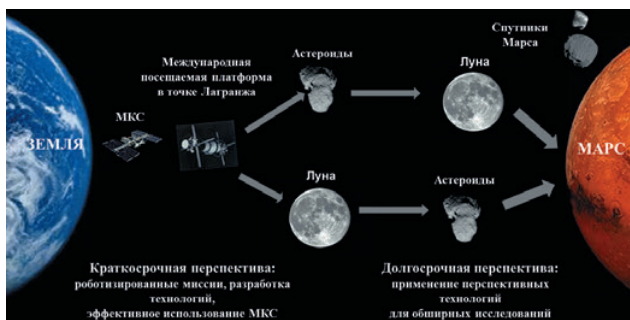 Спутники
Марса
Астероиды
Международная
посещаемая платформа
в точке Лагранжа
Луна
МКС
ЗЕМЛЯ
МАРС
Луна
Астероиды
Краткосрочная перспектива:
роботизированные миссии, разработка
технологий,
эффективное использование МКС
Долгосрочная перспектива:
применение перспективных
технологий
для обширных исследований